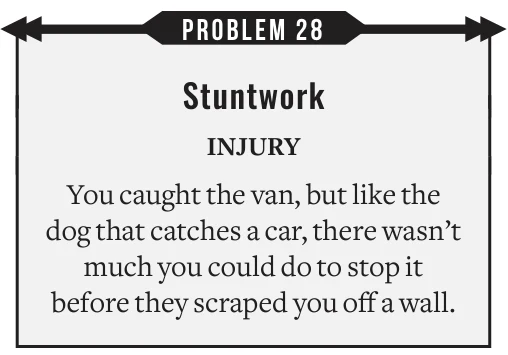 PROBLEM 28
Stuntwork
INJURY
You caught the van, but like the
dog that catches a car, there wasn’t
much you could do to stop it
before they scraped you off a wall.